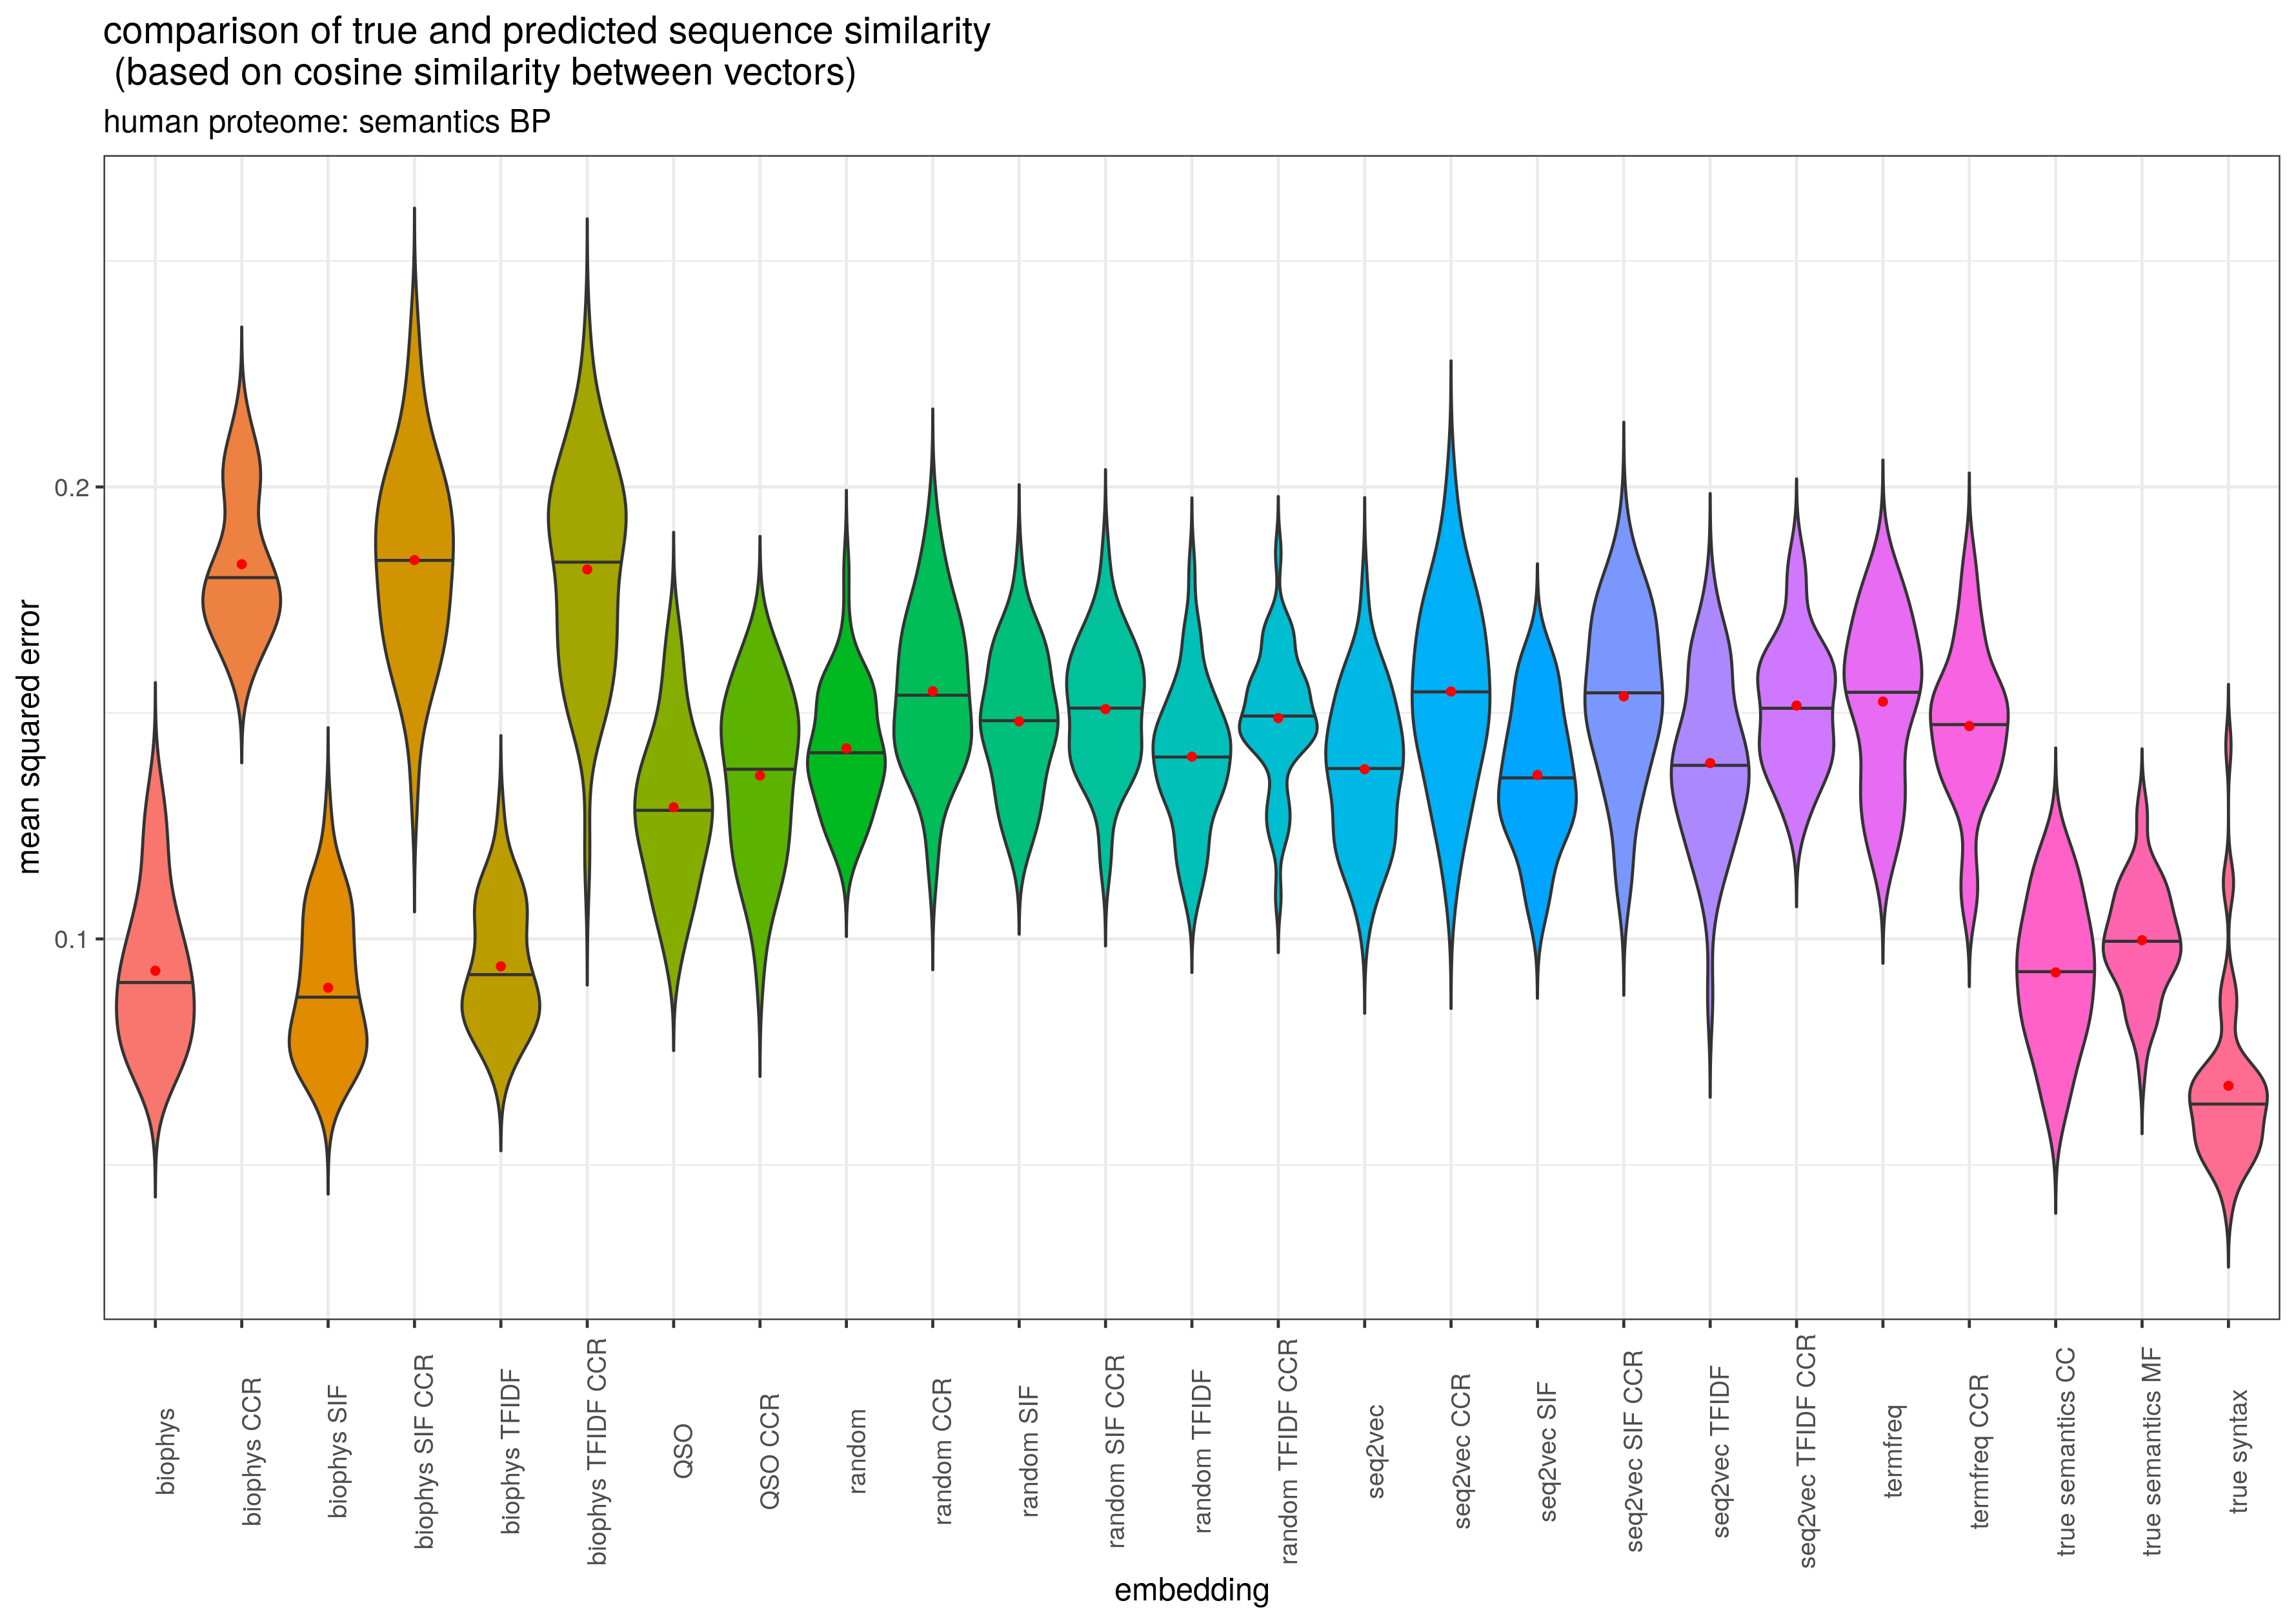 comparison of true and predicted sequence similarity
(based on cosine similarity between vectors)
human proteome: semantics BP
mean squared error
0.2
0.1
biophys
biophys CCR
biophys SIF
biophys SIF CCR
biophys TFIDF
biophys TFIDF CCR
QSO
QSO CCR
random
random CCR
random SIF
random SIF CCR
random TFIDF
random TFIDF CCR
seq2vec
seq2vec CCR
seq2vec SIF
seq2vec SIF CCR
seq2vec TFIDF
seq2vec TFIDF CCR
termfreq
termfreq CCR
true semantics CC
true semantics MF
true syntax
embedding